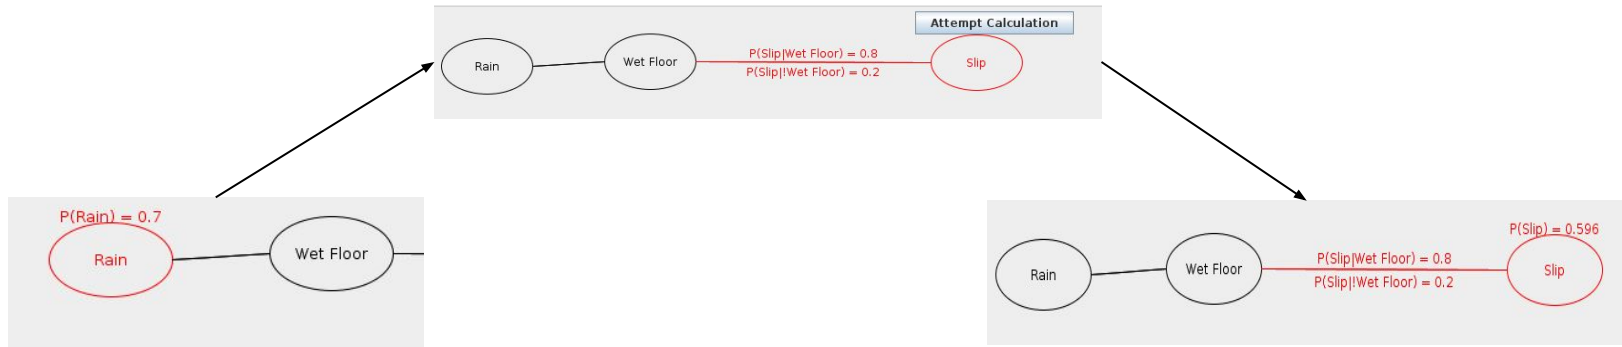 P(Rain) = 0.7
Rain
Wet Floor
Attempt Calculation
Rain
Wet Floor
P(Slip|Wet Floor) = 0.8
P(Slip|!Wet Floor) = 0.2
Slip
P(Slip) = 0.596
Rain
Wet Floor
P(Slip|Wet Floor) = 0.8
P(Slip|!Wet Floor) = 0.2
Slip